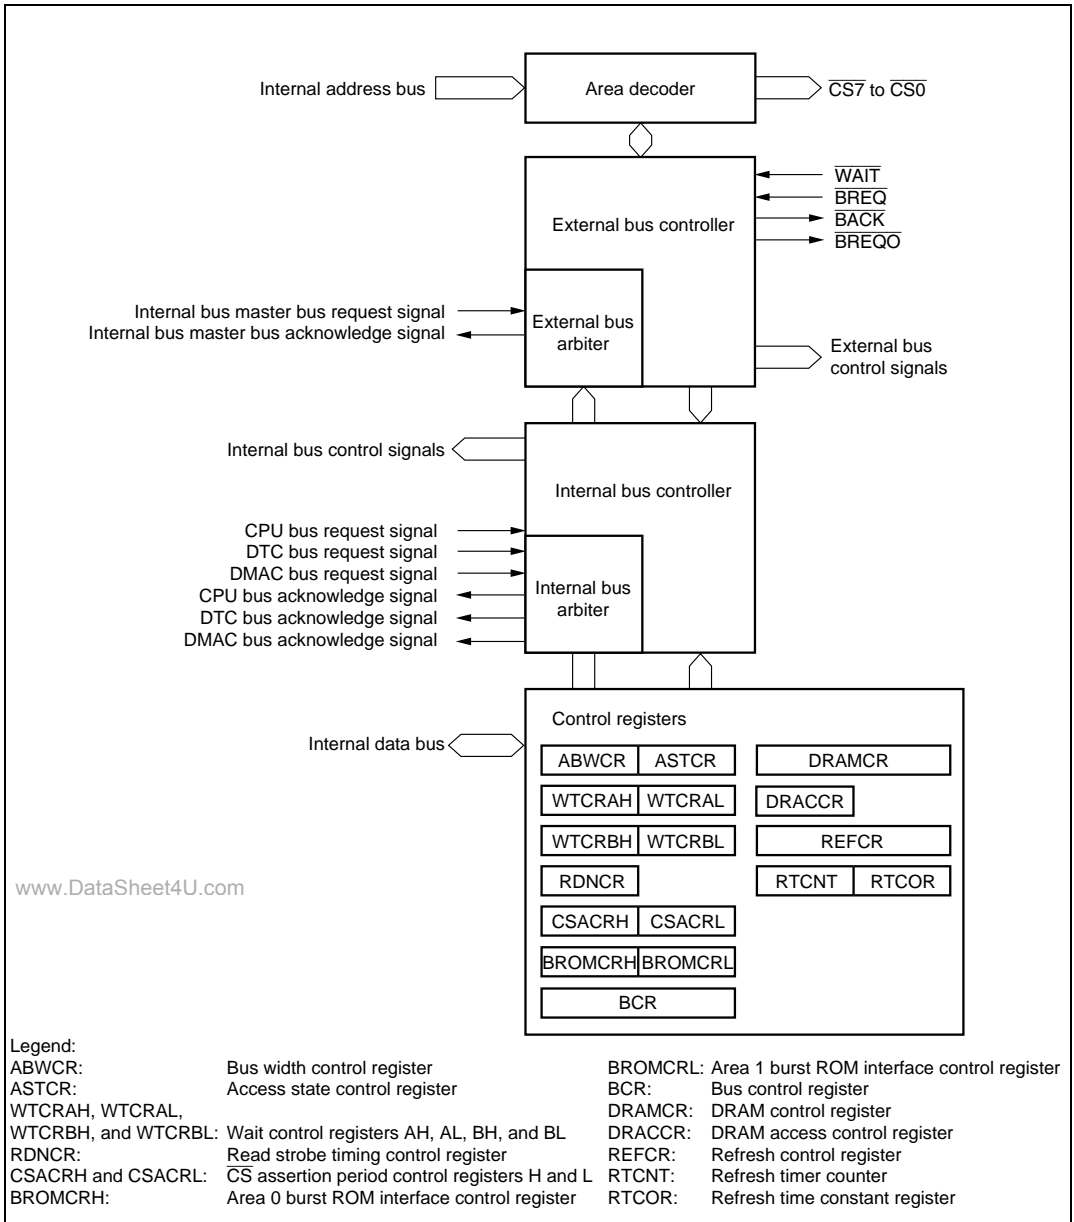 Internal address bus
Area decoder
CS7 to CS0
External bus controller
WAIT
BREQ
BACK
BREQO
Internal bus master bus request signal
Internal bus master bus acknowledge signal
External bus
arbiter
External bus
control signals
Internal bus control signals
Internal bus controller
CPU bus request signal
DTC bus request signal
DMAC bus request signal
CPU bus acknowledge signal
DTC bus acknowledge signal
DMAC bus acknowledge signal
Internal bus
arbiter
Control registers
Internal data bus
ABWCR ASTCR DRAMCR
WTCRAH WTCRAL DRACCR
WTCRBH WTCRBL REFCR
RDNCR RTCNT RTCOR
www.DataSheet4U.com
CSACRH CSACRL
BROMCRH BROMCRL
BCR
Legend:
ABWCR: Bus width control register
ASTCR: Access state control register
WTCRAH, WTCRAL,
WTCRBH, and WTCRBL: Wait control registers AH, AL, BH, and BL
RDNCR: Read strobe timing control register
CSACRH and CSACRL: CS assertion period control registers H and L
BROMCRH: Area 0 burst ROM interface control register
BROMCRL: Area 1 burst ROM interface control register
BCR: Bus control register
DRAMCR: DRAM control register
DRACCR: DRAM access control register
REFCR: Refresh control register
RTCNT: Refresh timer counter
RTCOR: Refresh time constant register